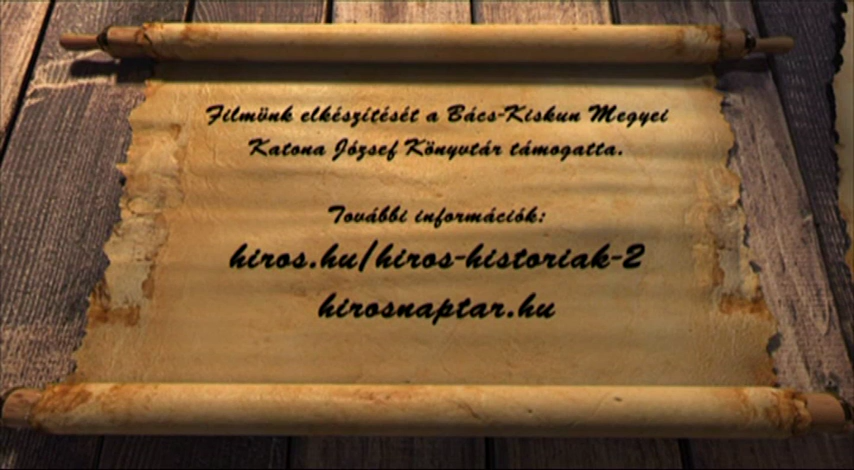 Filmünk elkészítését a Bács-Kiskun Megyei
Katona József Könyvtár támogatta.
További információk:
hiros.hu/hiros-historiak-2
hirosnaptar.hu